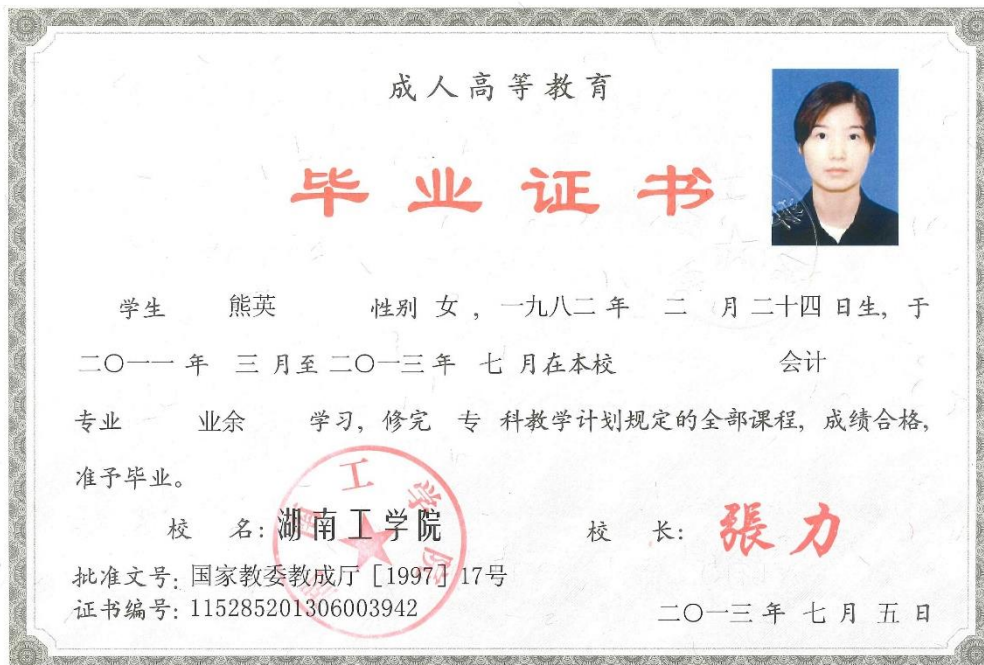 成人高等教育
毕业证书
学生 熊英 性别 女，一九八二 年 二 月 二十四 日生，于
二〇一一 年 三 月至 二〇一三 年 七 月在本校 会计
专业 业余 学习，修完 专 科教学计划规定的全部课程，成绩合格，
准予毕业。
校 名：湖南工学院
校 长：張力
批准文号：国家教委教成厅［1997］17号
证书编号：115285201306003942
二〇一三 年 七 月 五 日
湖南工学院